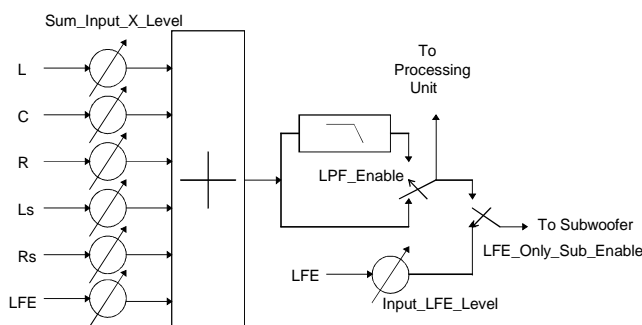 Sum_Input_X_Level
L
C
R
Ls
Rs
LFE
To
Processing
Unit
LPF_Enable
To Subwoofer
LFE_Only_Sub_Enable
LFE
Input_LFE_Level